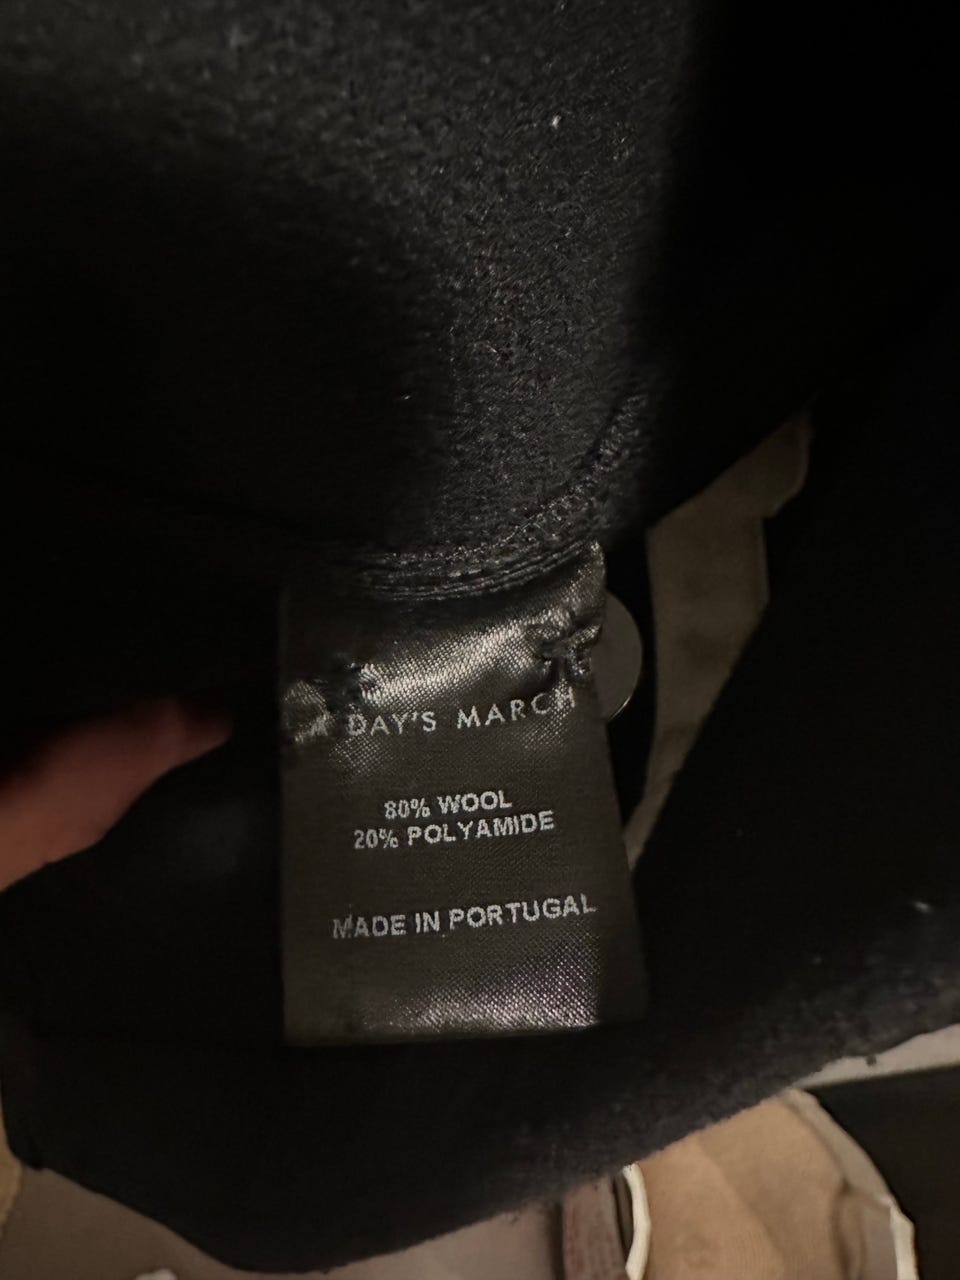 A DAY'S MARCH
80% WOOL
20% POLYAMIDE
MADE IN PORTUGAL